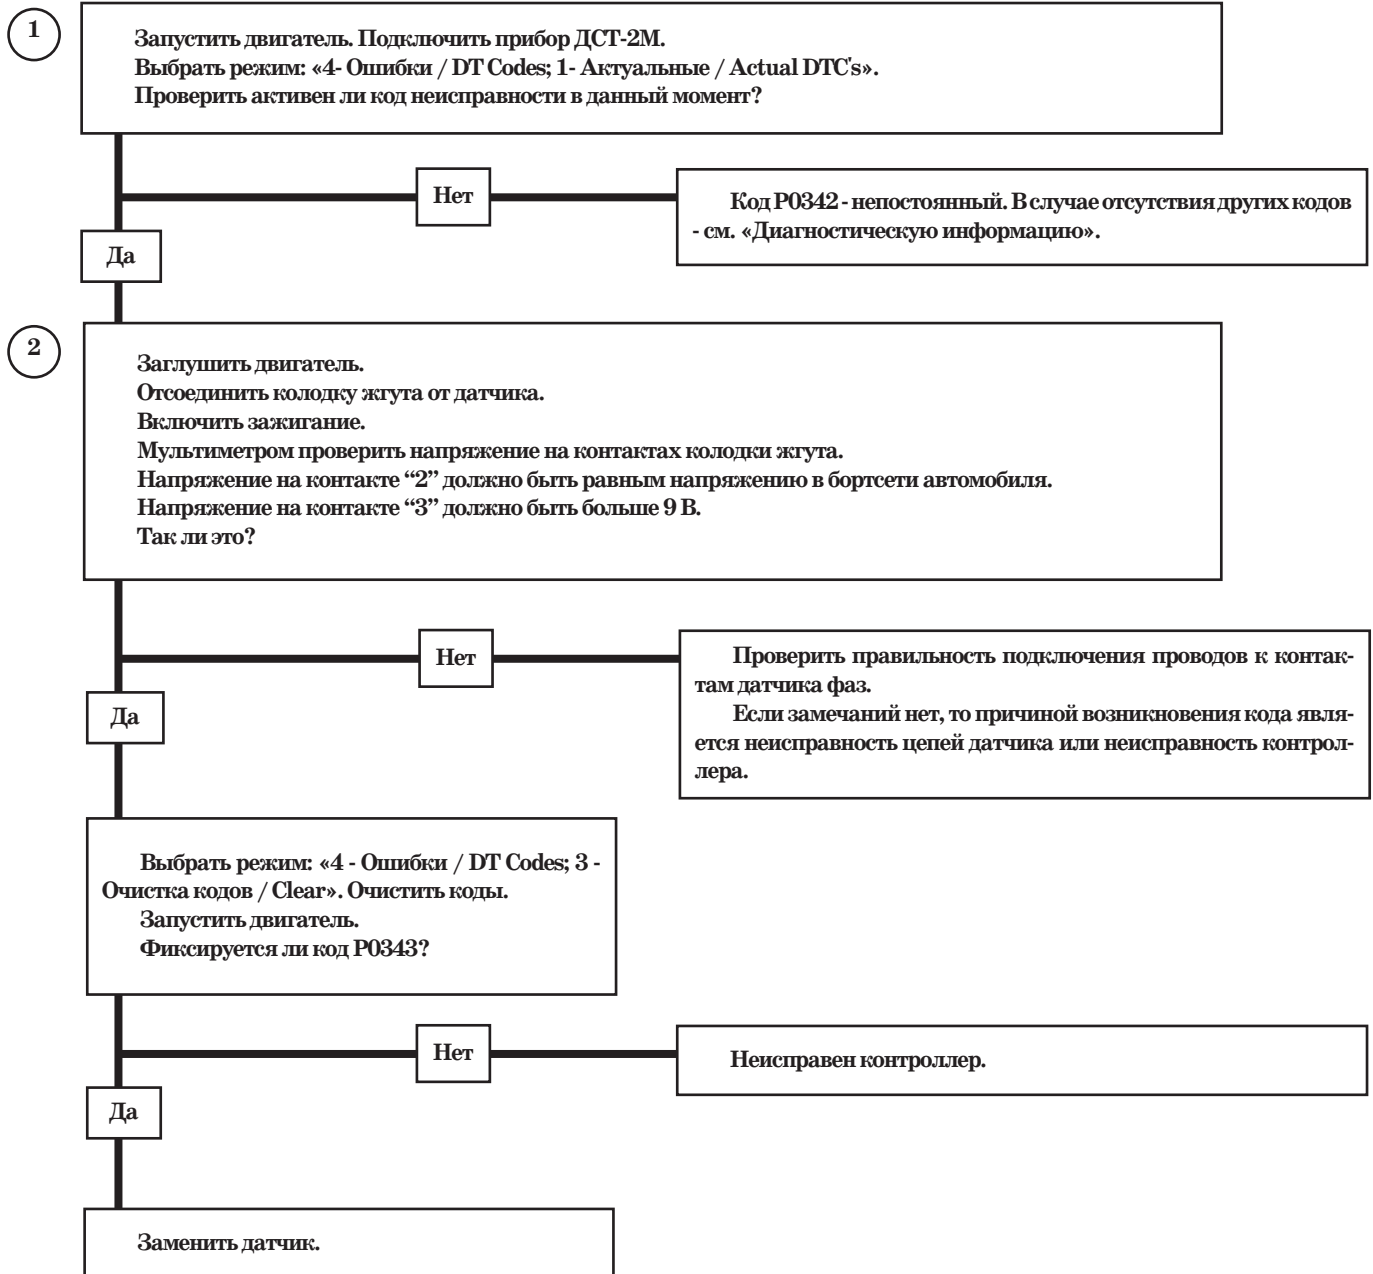 1
Запустить двигатель. Подключить прибор ДСТ-2М.
Выбрать режим: «4- Ошибки / DT Codes; 1- Актуальные / Actual DTC's».
Проверить активен ли код неисправности в данный момент?
Нет
Код P0342 - непостоянный. В случае отсутствия других кодов
- см. «Диагностическую информацию».
Да
2
Заглушить двигатель.
Отсоединить колодку жгута от датчика.
Включить зажигание.
Мультиметром проверить напряжение на контактах колодки жгута.
Напряжение на контакте “2” должно быть равным напряжению в бортсети автомобиля.
Напряжение на контакте “3” должно быть больше 9 В.
Так ли это?
Нет
Проверить правильность подключения проводов к контак-
там датчика фаз.
Если замечаний нет, то причиной возникновения кода явля-
ется неисправность цепей датчика или неисправность контрол-
лера.
Да
Выбрать режим: «4 - Ошибки / DT Codes; 3 -
Очистка кодов / Clear». Очистить коды.
Запустить двигатель.
Фиксируется ли код P0343?
Нет
Неисправен контроллер.
Да
Заменить датчик.